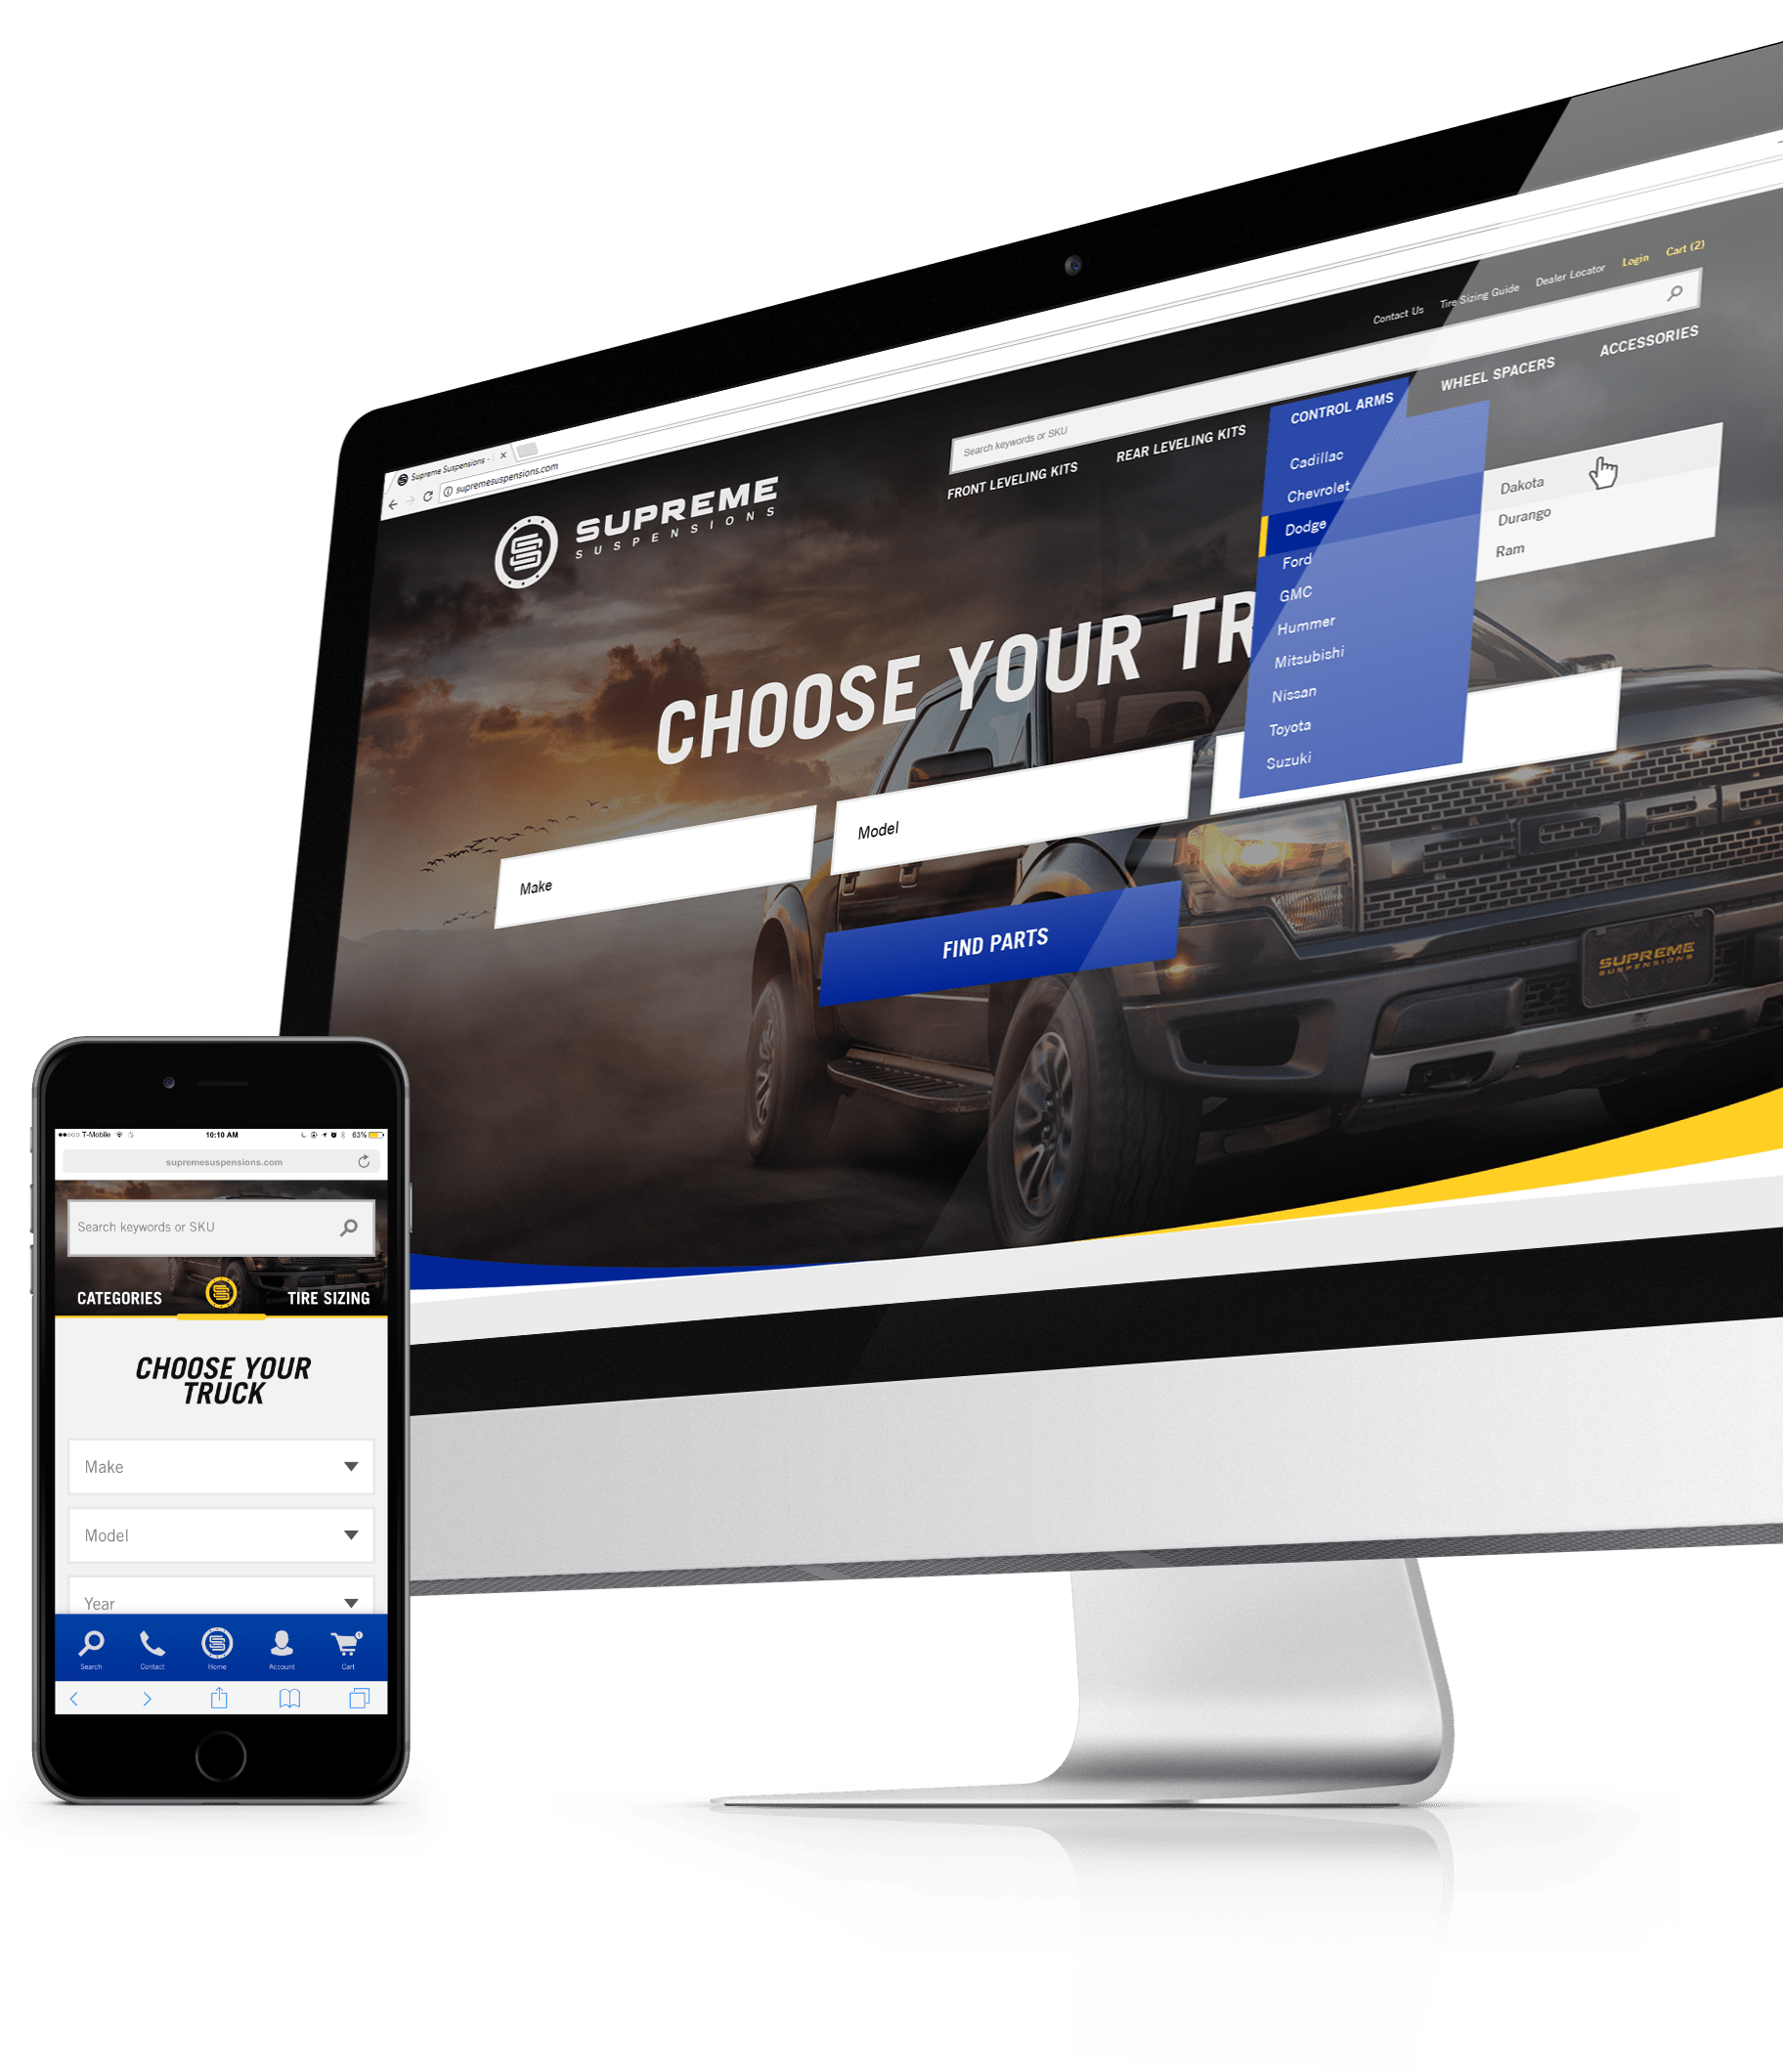 Supreme Suspensions -
supremesuspensions.com
Contact Us
Tire Sizing Guide
Dealer Locator
Login
Cart (2)
Search keywords or SKU
SUPREME
SUSPENSIONS
FRONT LEVELING KITS
REAR LEVELING KITS
CONTROL ARMS
WHEEL SPACERS
ACCESSORIES
Cadillac
Chevrolet
Dodge
Ford
GMC
Hummer
Mitsubishi
Nissan
Toyota
Suzuki
Dakota
Durango
Ram
CHOOSE YOUR TR
Make
Model
FIND PARTS
SUPREME
SUSPENSIONS
T-Mobile
10:10 AM
63%
supremesuspensions.com
Search keywords or SKU
CATEGORIES
TIRE SIZING
CHOOSE YOUR
TRUCK
Make
Model
Year
1
Search
Contact
Home
Account
Cart